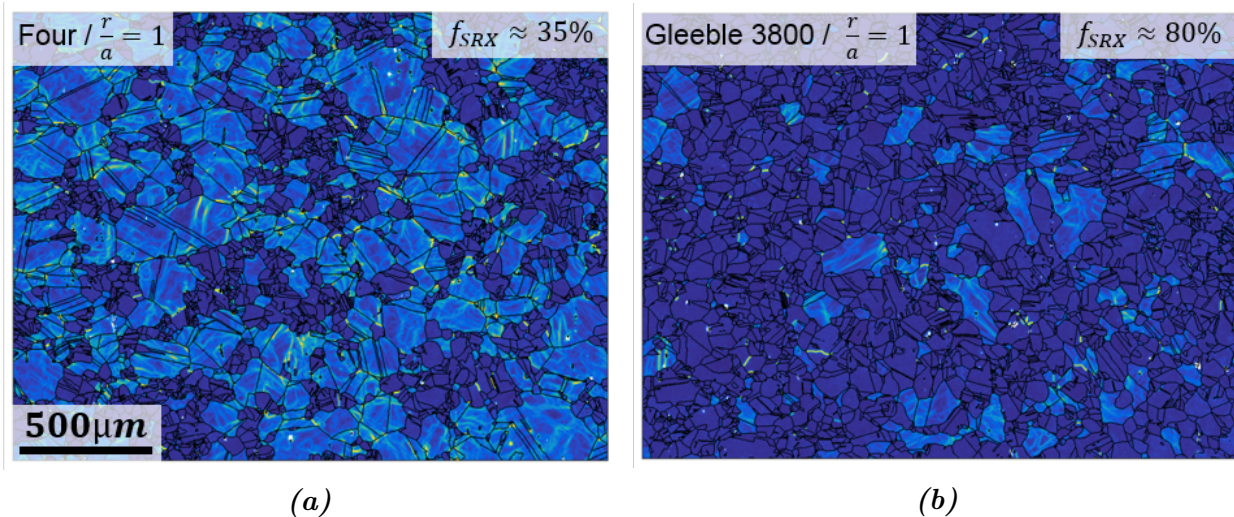 Four / r/a = 1
f_SRX ≈ 35%
Gleeble 3800 / r/a = 1
f_SRX ≈ 80%
500μm
(a)
(b)